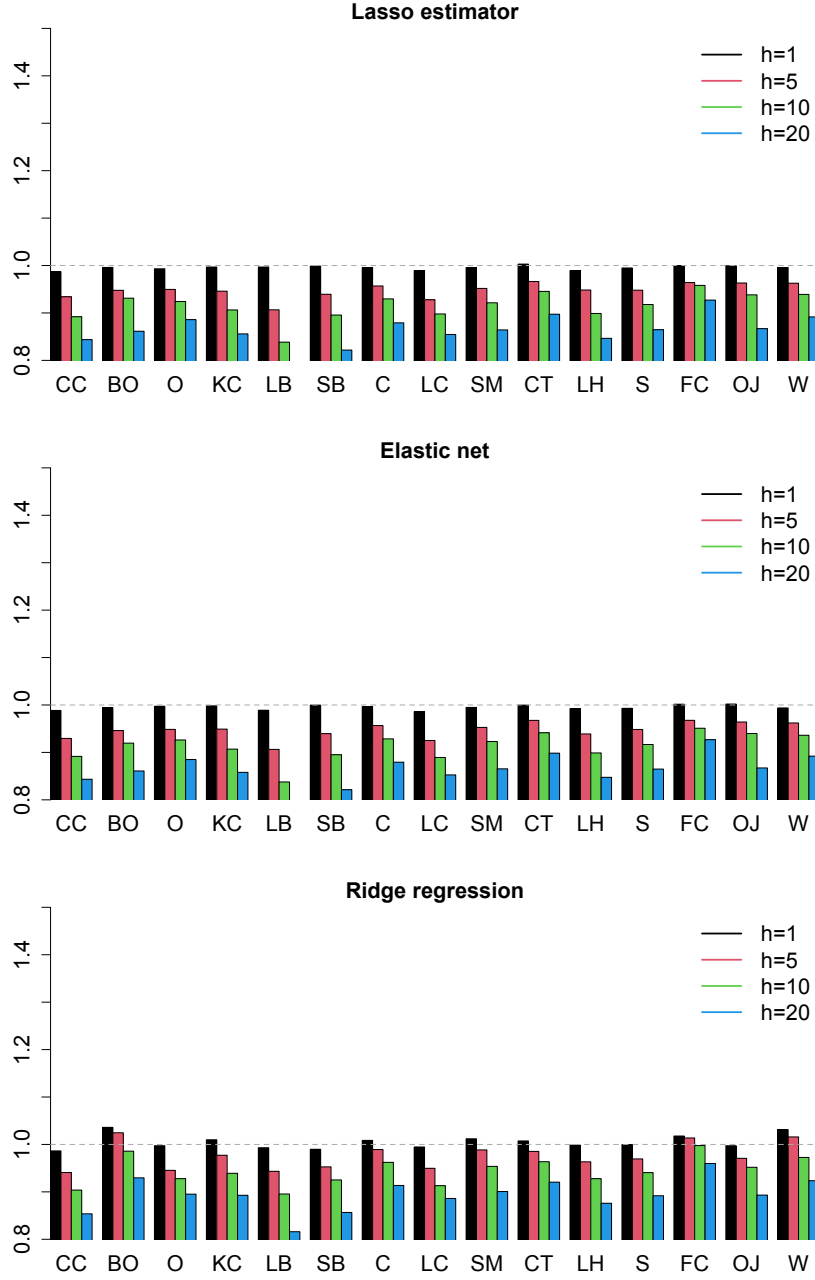 Lasso estimator
h=1
h=5
h=10
h=20
1.4
1.2
1.0
0.8
CC BO O KC LB SB C LC SM CT LH S FC OJ W
Elastic net
h=1
h=5
h=10
h=20
1.4
1.2
1.0
0.8
CC BO O KC LB SB C LC SM CT LH S FC OJ W
Ridge regression
h=1
h=5
h=10
h=20
1.4
1.2
1.0
0.8
CC BO O KC LB SB C LC SM CT LH S FC OJ W